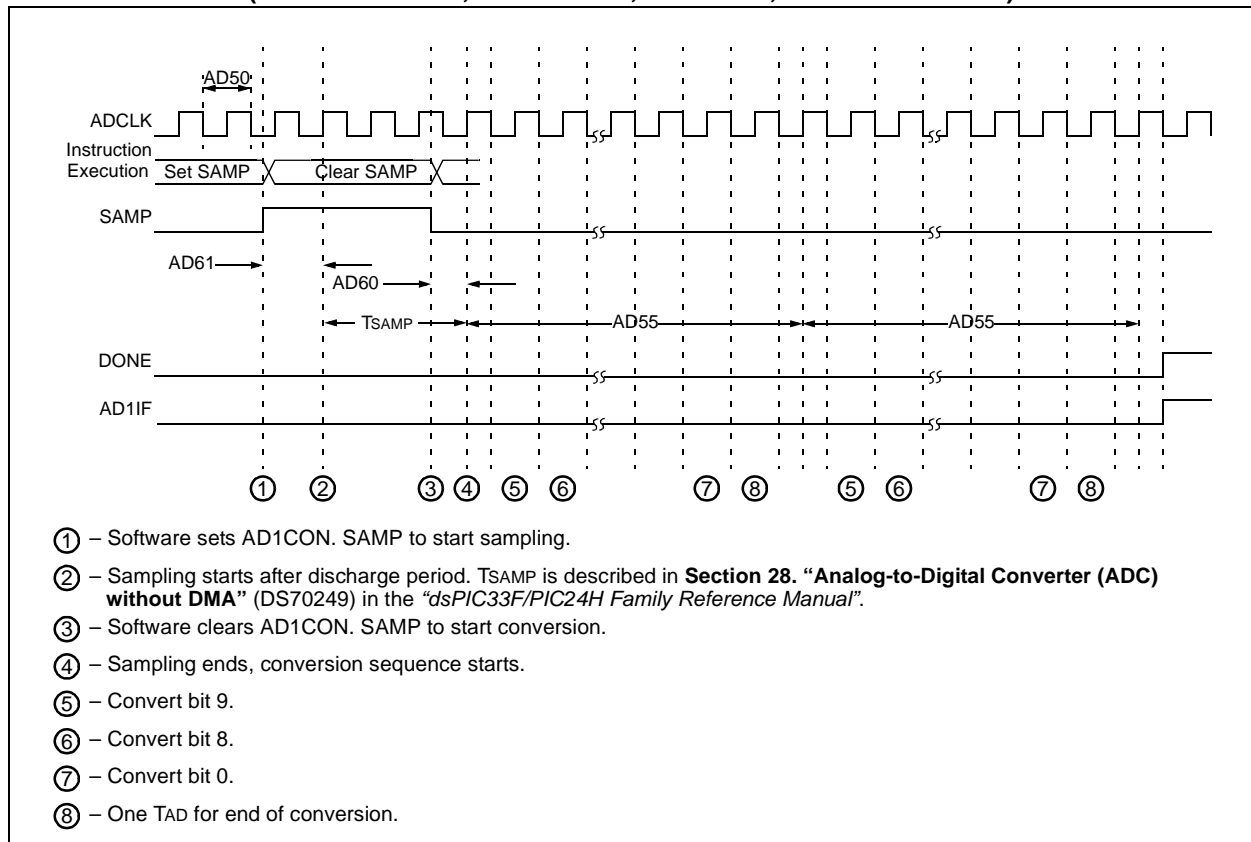 AD50
ADCLK
Instruction
Execution Set SAMP Clear SAMP
SAMP
AD61
AD60
TSAMP AD55 AD55
DONE
AD1IF
1 2 3 4 5 6 7 8 5 6 7 8
1 – Software sets AD1CON. SAMP to start sampling.
2 – Sampling starts after discharge period. TSAMP is described in Section 28. “Analog-to-Digital Converter (ADC)
without DMA” (DS70249) in the “dsPIC33F/PIC24H Family Reference Manual”.
3 – Software clears AD1CON. SAMP to start conversion.
4 – Sampling ends, conversion sequence starts.
5 – Convert bit 9.
6 – Convert bit 8.
7 – Convert bit 0.
8 – One TAD for end of conversion.